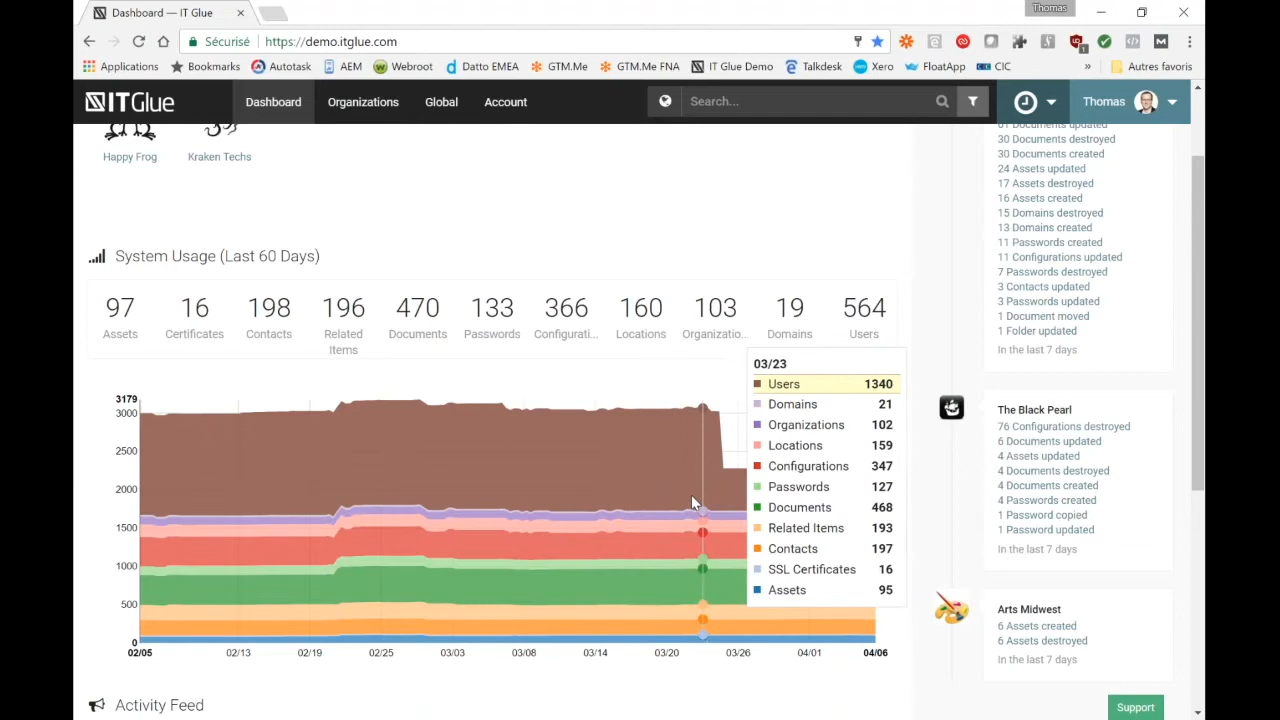 Dashboard — IT Glue
Thomas
Sécurisé
https://demo.itglue.com
1
Applications
Bookmarks
Autotask
AEM
Webroot
Datto EMEA
GTM.Me
GTM.Me FNA
IT Glue Demo
Talkdesk
Xero
FloatApp
CIC
»
Autres favoris
ITGlue
Dashboard
Organizations
Global
Account
Search...
Thomas
Happy Frog
Kraken Techs
61 Documents updated
30 Documents destroyed
30 Documents created
24 Assets updated
17 Assets destroyed
16 Assets created
15 Domains destroyed
13 Domains created
11 Passwords created
11 Configurations updated
7 Passwords destroyed
3 Contacts updated
3 Passwords updated
1 Document moved
1 Folder updated
In the last 7 days
System Usage (Last 60 Days)
97
Assets
16
Certificates
198
Contacts
196
Related
Items
470
Documents
133
Passwords
366
Configurati...
160
Locations
103
Organizatio...
19
Domains
564
Users
3179
3000
2500
2000
1500
1000
500
0
02/05
02/13
02/19
02/25
03/03
03/08
03/14
03/20
03/26
04/01
04/06
03/23
Users 1340
Domains 21
Organizations 102
Locations 159
Configurations 347
Passwords 127
Documents 468
Related Items 193
Contacts 197
SSL Certificates 16
Assets 95
The Black Pearl
76 Configurations destroyed
6 Documents updated
4 Assets updated
4 Documents destroyed
4 Documents created
4 Passwords created
1 Password copied
1 Password updated
In the last 7 days
Arts Midwest
6 Assets created
6 Assets destroyed
In the last 7 days
Activity Feed
Support